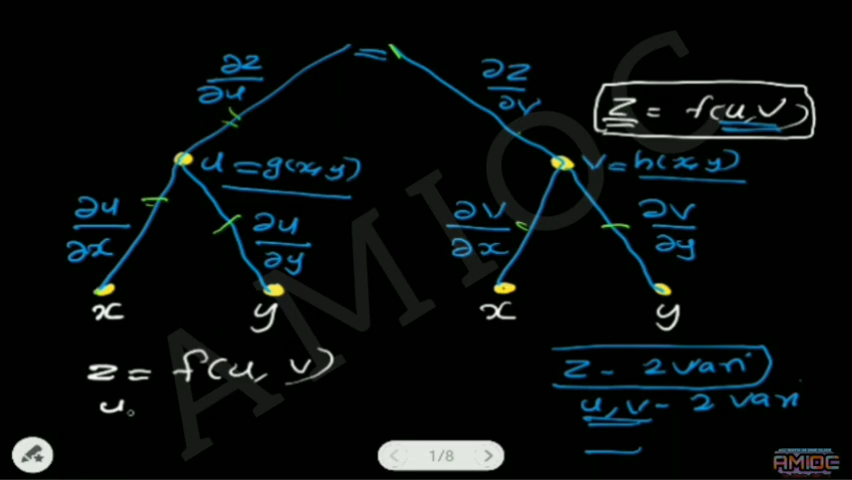 ∂z/∂u
=
∂z/∂v
z = f(u,v)
u = g(x,y)
v = h(x,y)
∂u/∂x
∂u/∂y
∂v/∂x
∂v/∂y
x
y
x
y
z = f(u, v)
u.
z - 2 vari
u, v - 2 vari
1/8
AMIOC
AMIOC